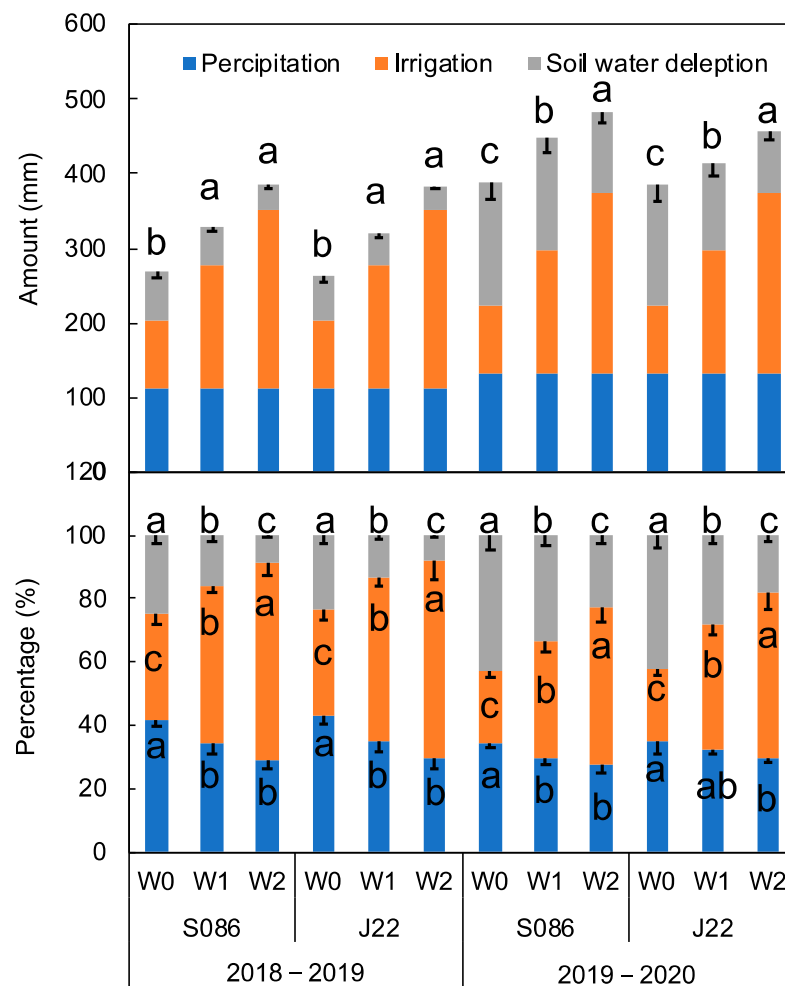 600
Percipitation Irrigation Soil water deleption
500
400
300
200
100
0
Amount (mm)
b a a b a a c b a c b a
120
100
80
60
40
20
0
Percentage (%)
a b c a b c a b c a b c
c b a c b a c b a c b a
a b b a b b a b b a ab b
W0 W1 W2 W0 W1 W2 W0 W1 W2 W0 W1 W2
S086 J22 S086 J22
2018 – 2019 2019 – 2020